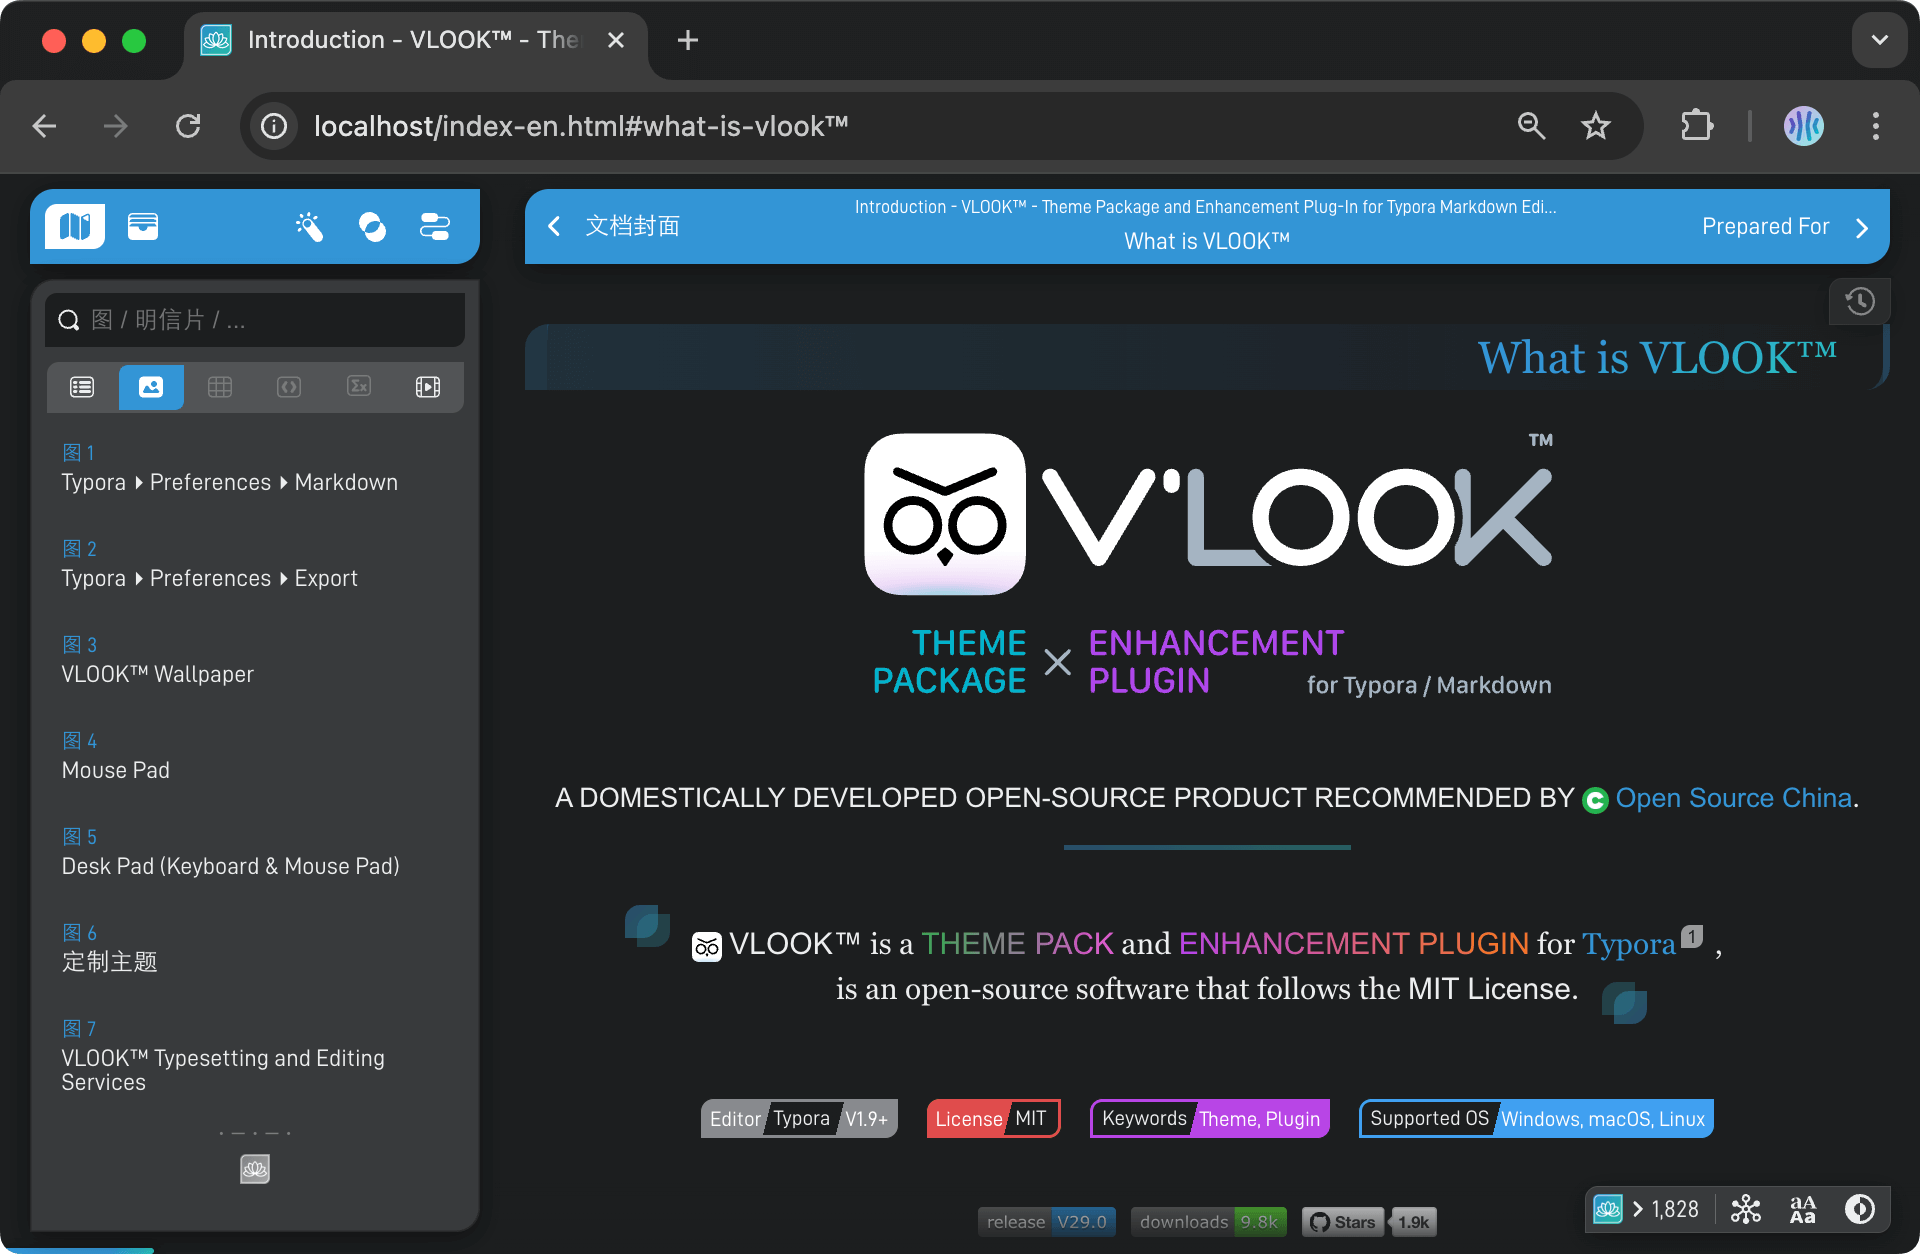 Introduction - VLOOK™ - The
localhost/index-en.html#what-is-vlook™
文档封面
Introduction - VLOOK™ - Theme Package and Enhancement Plug-In for Typora Markdown Edi...
What is VLOOK™
Prepared For
图 / 明信片 / ...
图 1
Typora ▸ Preferences ▸ Markdown
图 2
Typora ▸ Preferences ▸ Export
图 3
VLOOK™ Wallpaper
图 4
Mouse Pad
图 5
Desk Pad (Keyboard & Mouse Pad)
图 6
定制主题
图 7
VLOOK™ Typesetting and Editing
Services
What is VLOOK™
V'LOOK™
THEME PACKAGE × ENHANCEMENT PLUGIN
for Typora / Markdown
A DOMESTICALLY DEVELOPED OPEN-SOURCE PRODUCT RECOMMENDED BY Open Source China.
VLOOK™ is a THEME PACK and ENHANCEMENT PLUGIN for Typora 1 ,
is an open-source software that follows the MIT License.
Editor Typora V1.9+ License MIT Keywords Theme, Plugin Supported OS Windows, macOS, Linux
release V29.0 downloads 9.8k Stars 1.9k
1,828
aA
Aa